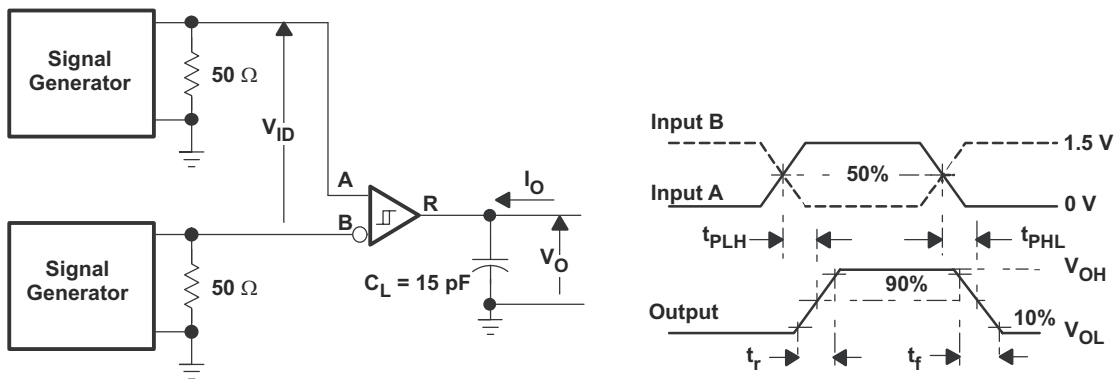 Signal
Generator
50 Ω
V_ID
A
B
R
I_O
V_O
C_L = 15 pF
Signal
Generator
50 Ω
Input B
1.5 V
50%
Input A
0 V
t_PLH
t_PHL
V_OH
90%
Output
10%
V_OL
t_r
t_f